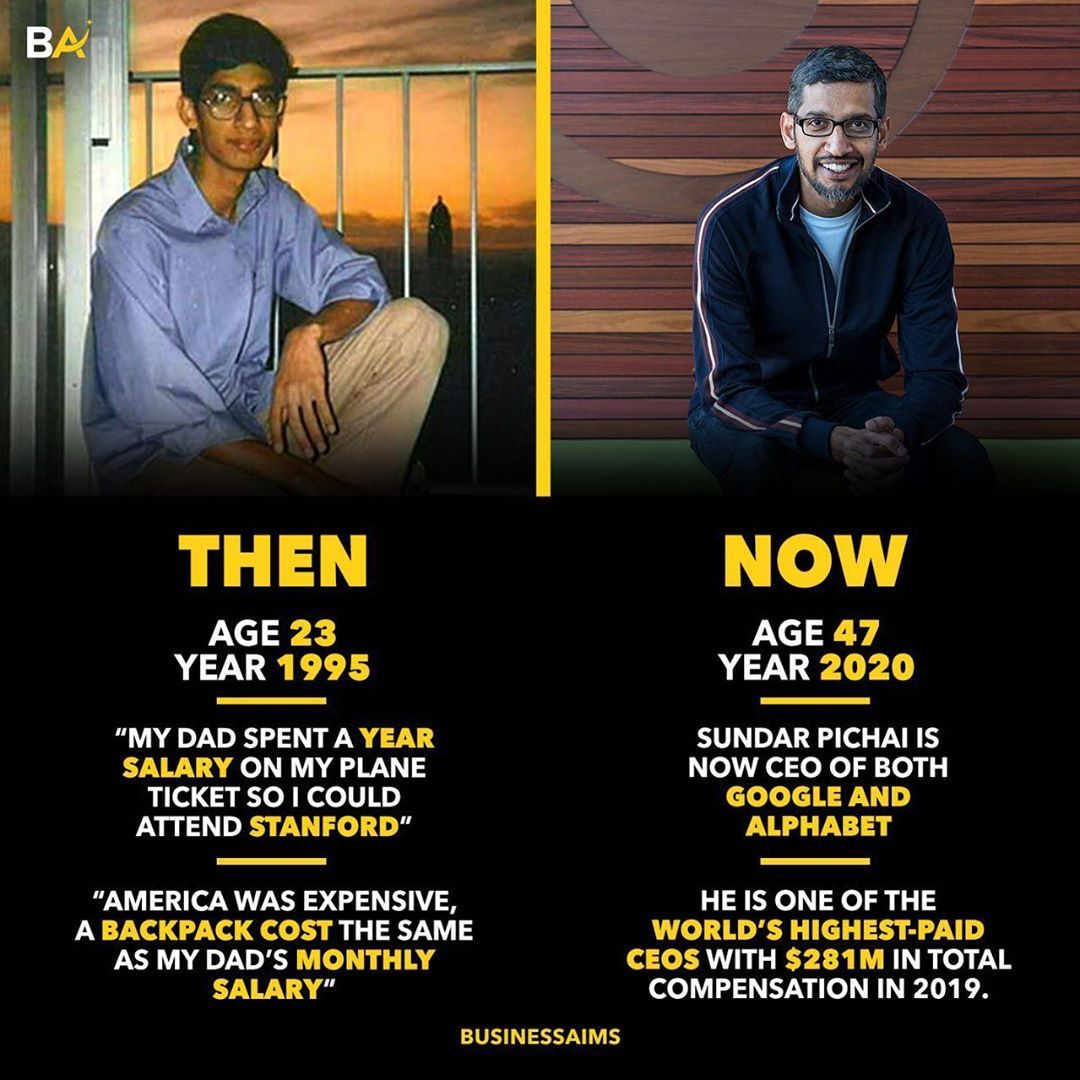 BA
THEN
AGE 23
YEAR 1995
“MY DAD SPENT A YEAR
SALARY ON MY PLANE
TICKET SO I COULD
ATTEND STANFORD”
“AMERICA WAS EXPENSIVE,
A BACKPACK COST THE SAME
AS MY DAD’S MONTHLY
SALARY”
NOW
AGE 47
YEAR 2020
SUNDAR PICHAI IS
NOW CEO OF BOTH
GOOGLE AND
ALPHABET
HE IS ONE OF THE
WORLD’S HIGHEST-PAID
CEOS WITH $281M IN TOTAL
COMPENSATION IN 2019.
BUSINESSAIMS